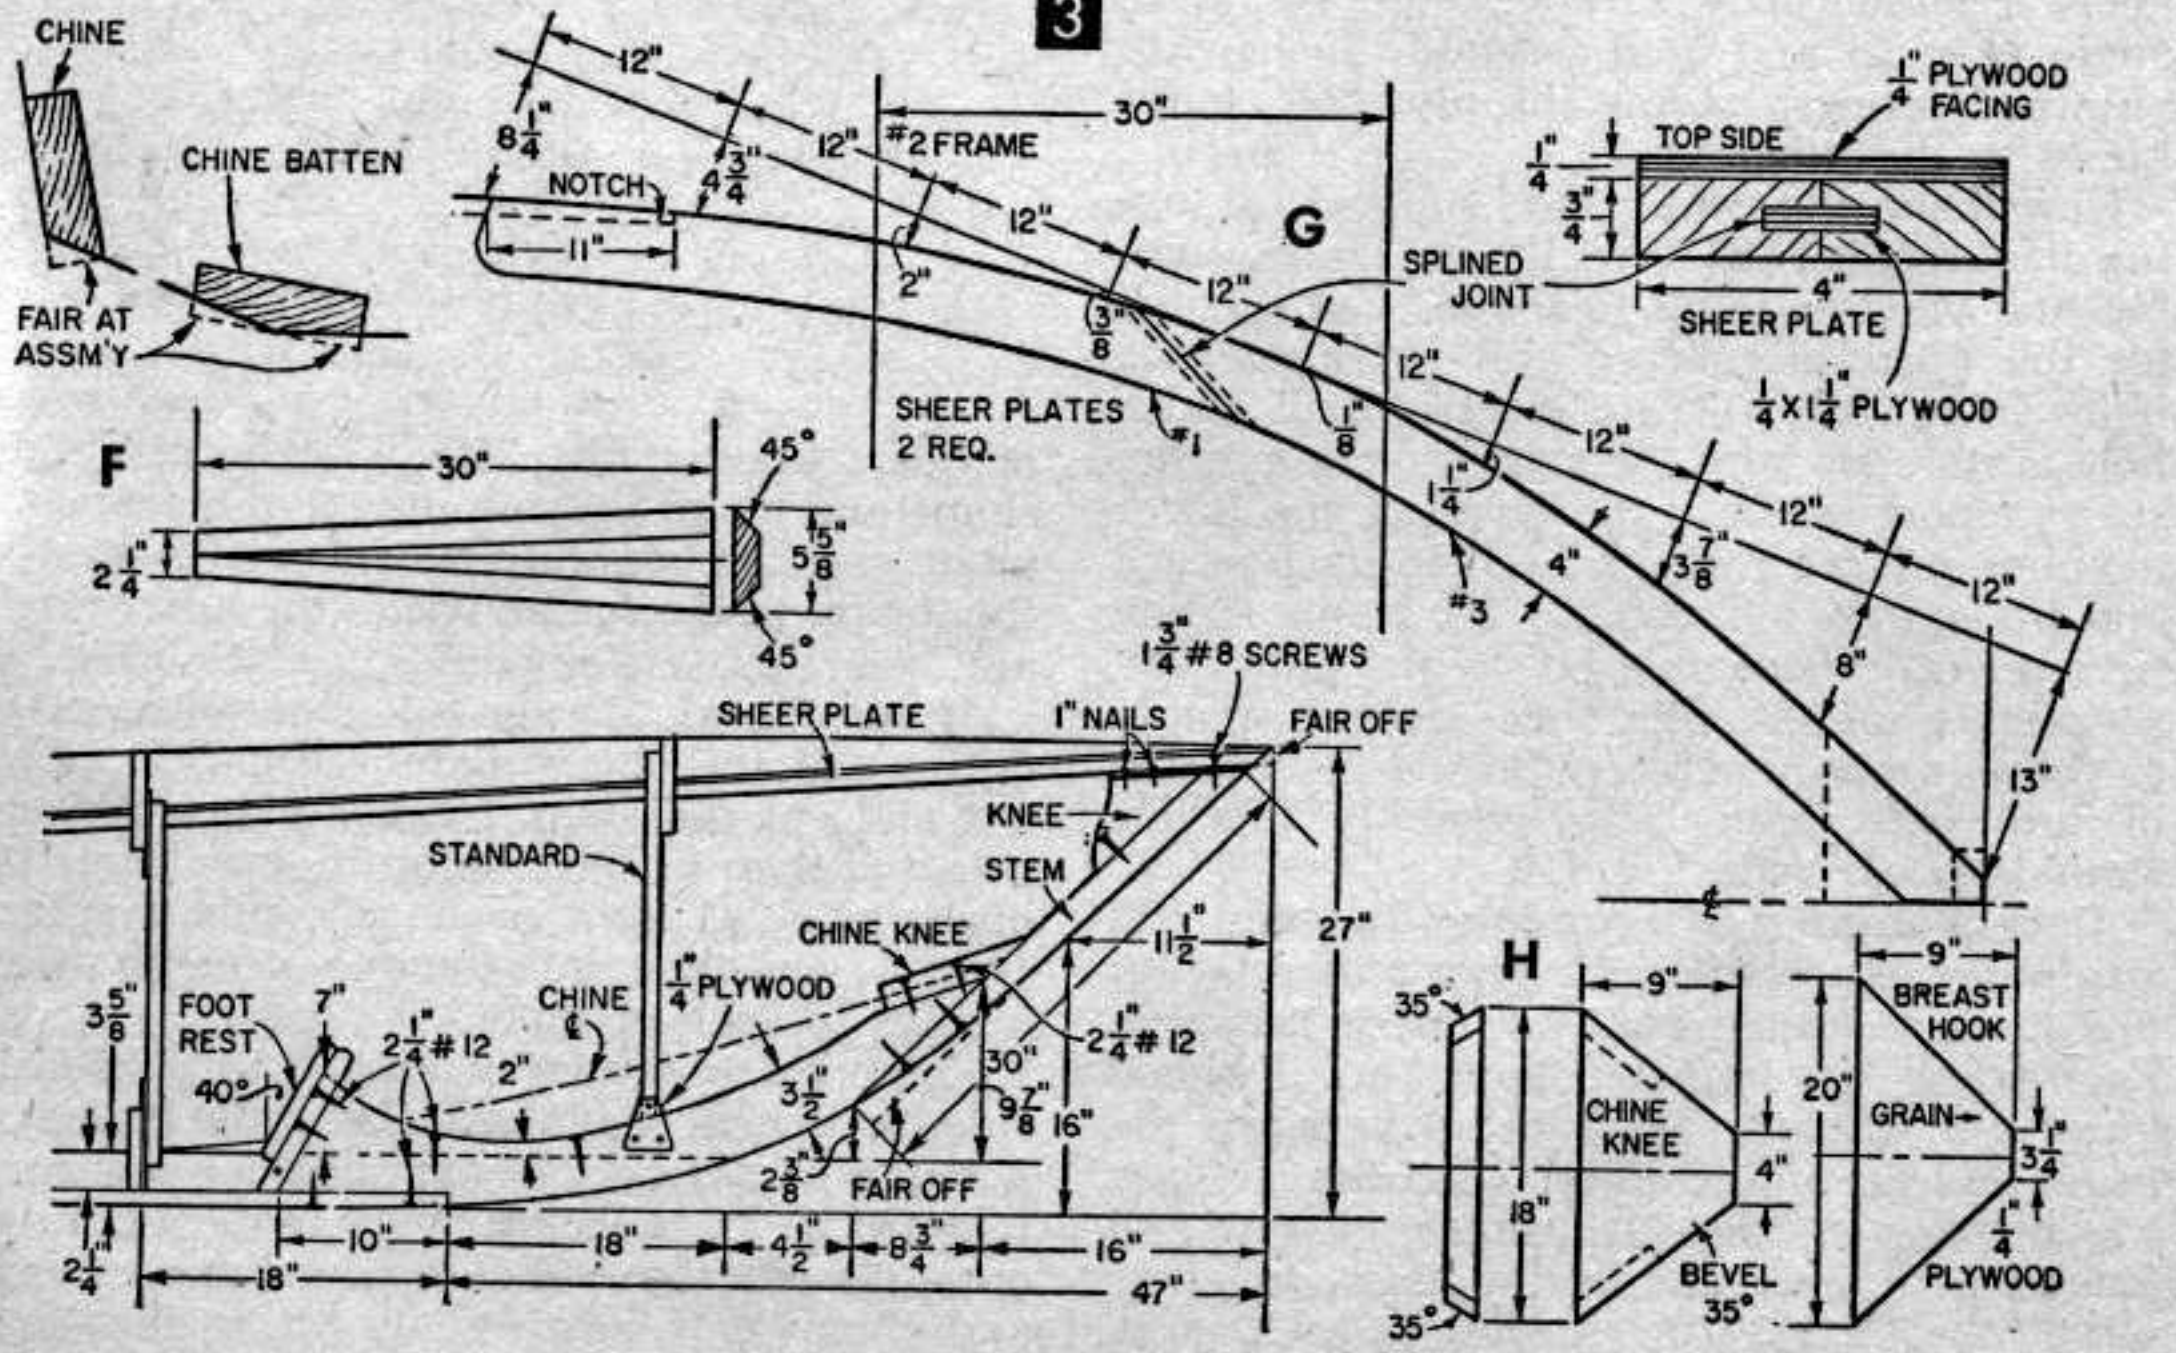 3
CHINE
CHINE BATTEN
FAIR AT
ASSM'Y
12"
12"
12"
12"
12"
12"
12"
12"
30"
8 1/4"
4 3/4"
#2 FRAME
NOTCH
11"
2"
3/8"
G
SPLINED
JOINT
1/8"
1 1/4"
SHEER PLATES
2 REQ.
#1
4"
#3
3 7/8"
8"
13"
℄
1/4" PLYWOOD
FACING
TOP SIDE
1/4"
3/4"
4"
SHEER PLATE
1/4 X 1 1/4" PLYWOOD
F
30"
45°
2 1/4"
5 5/8"
45°
1 3/4" #8 SCREWS
SHEER PLATE
1" NAILS
FAIR OFF
KNEE
STANDARD
STEM
CHINE KNEE
11 1/2"
27"
3 5/8"
FOOT
REST
7"
2 1/4" #12
CHINE
℄
1/4" PLYWOOD
2 1/4" #12
40°
2"
3 1/2"
30"
9 7/8"
16"
2 3/8"
FAIR OFF
2 1/4"
10"
18"
4 1/2"
8 3/4"
16"
18"
47"
H
35°
9"
CHINE
KNEE
4"
18"
BEVEL
35°
35°
9"
BREAST
HOOK
20"
GRAIN
3 1/4"
1/4"
PLYWOOD